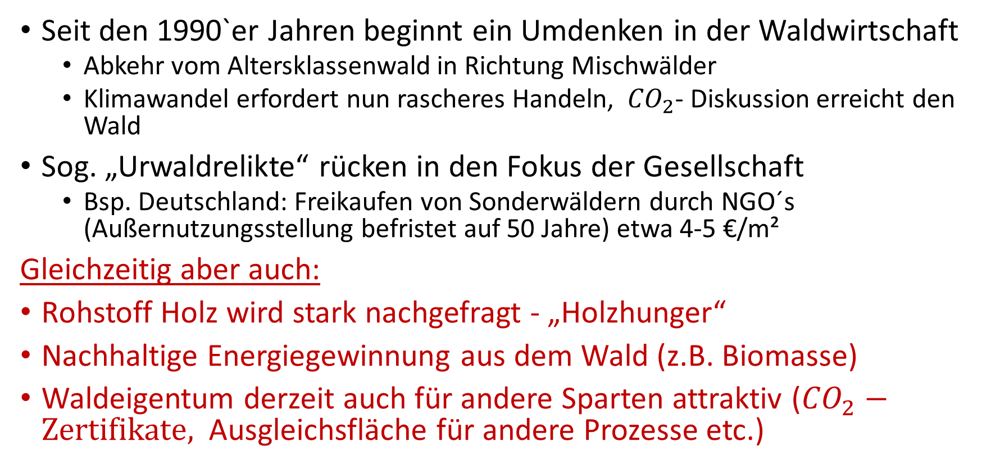 • Seit den 1990`er Jahren beginnt ein Umdenken in der Waldwirtschaft
• Abkehr vom Altersklassenwald in Richtung Mischwälder
• Klimawandel erfordert nun rascheres Handeln, CO₂- Diskussion erreicht den
Wald
• Sog. „Urwaldrelikte“ rücken in den Fokus der Gesellschaft
• Bsp. Deutschland: Freikaufen von Sonderwäldern durch NGO´s
(Außernutzungsstellung befristet auf 50 Jahre) etwa 4-5 €/m²
Gleichzeitig aber auch:
• Rohstoff Holz wird stark nachgefragt - „Holzhunger“
• Nachhaltige Energiegewinnung aus dem Wald (z.B. Biomasse)
• Waldeigentum derzeit auch für andere Sparten attraktiv (CO₂ −
Zertifikate, Ausgleichsfläche für andere Prozesse etc.)